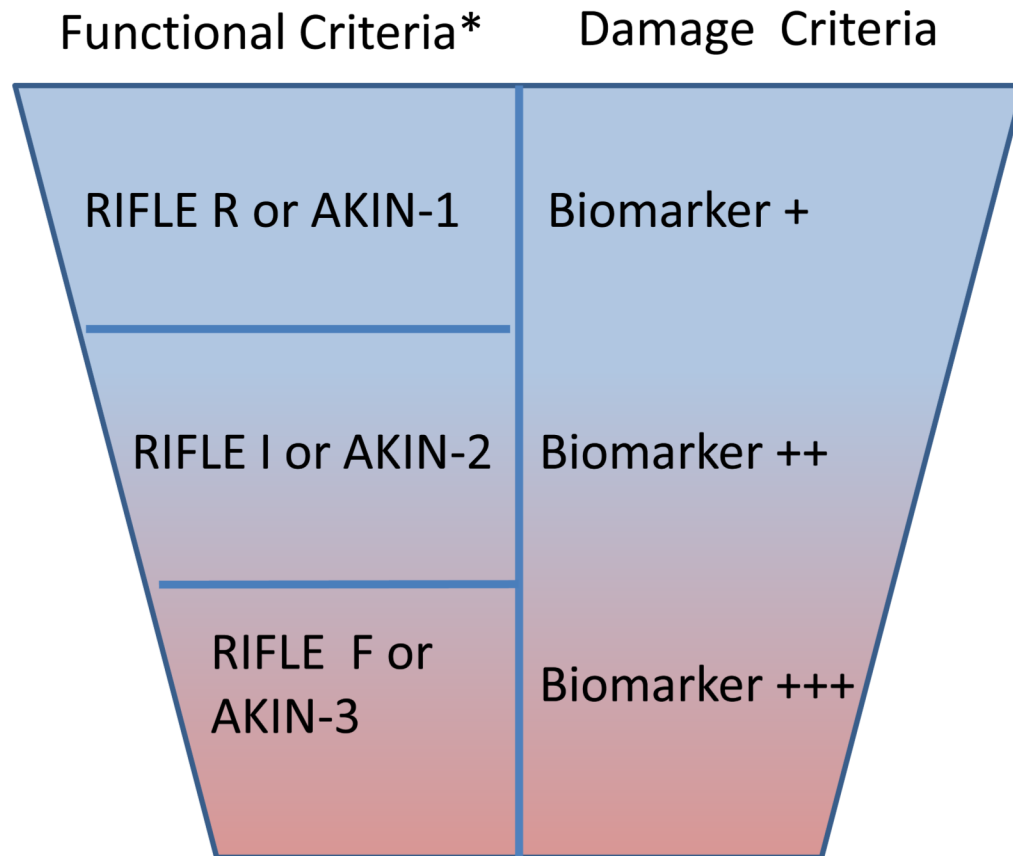 Functional Criteria*
Damage Criteria
RIFLE R or AKIN-1
Biomarker +
RIFLE I or AKIN-2
Biomarker ++
RIFLE F or
AKIN-3
Biomarker +++